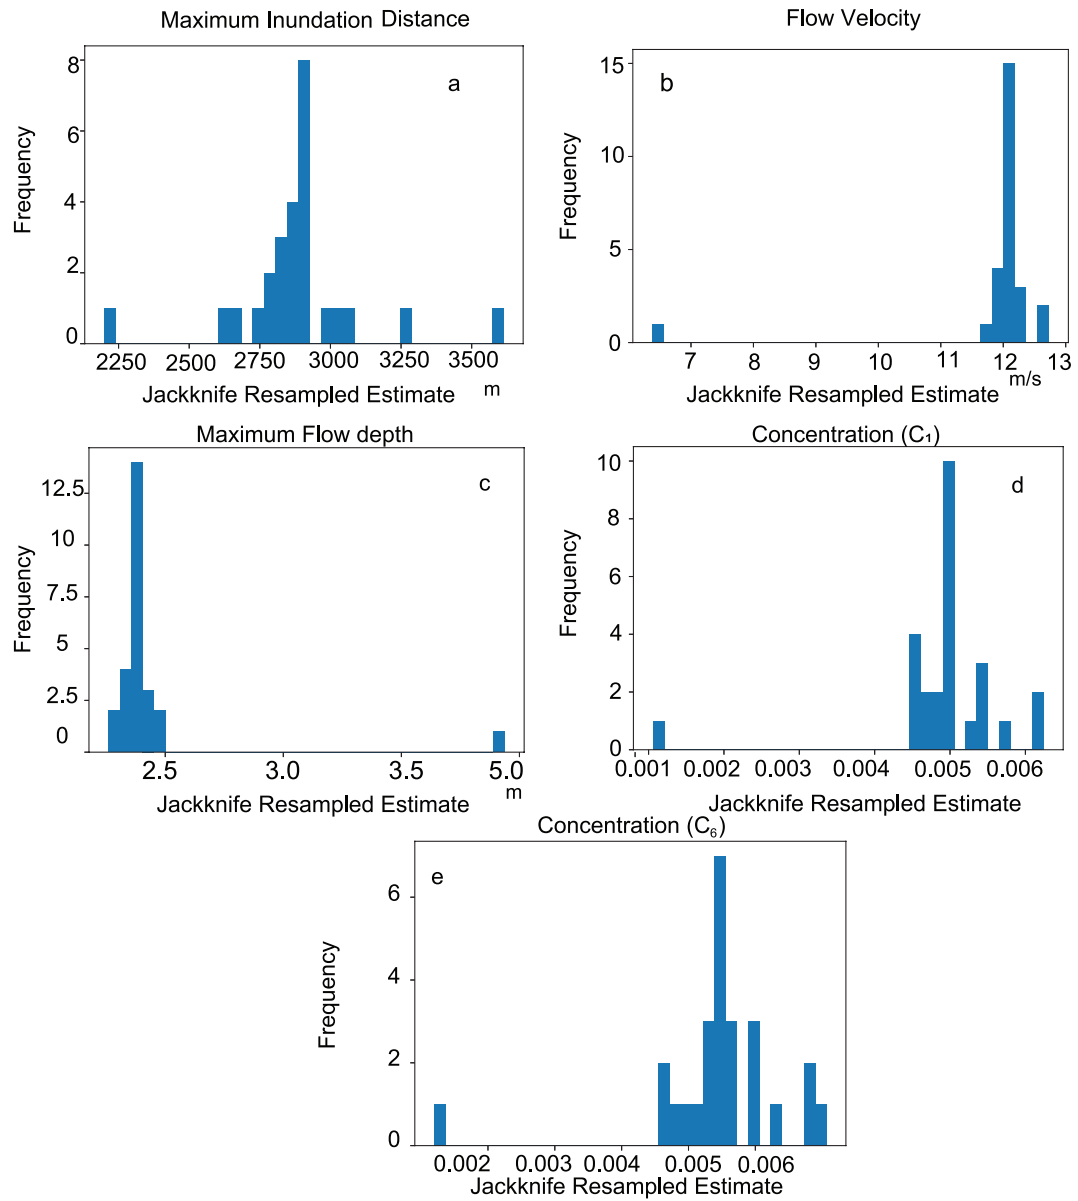 Maximum Inundation Distance
Flow Velocity
8
6
4
2
0
a
Frequency
2250 2500 2750 3000 3250 3500
Jackknife Resampled Estimate m
15
10
5
0
b
Frequency
7 8 9 10 11 12 13
m/s
Jackknife Resampled Estimate
Maximum Flow depth
12.5
10
7.5
5
2.5
0
c
Frequency
2.5 3.0 3.5 5.0
Jackknife Resampled Estimate m
Concentration (C₁)
10
8
6
4
2
0
d
Frequency
0.001 0.002 0.003 0.004 0.005 0.006
Jackknife Resampled Estimate
Concentration (C₆)
6
4
2
0
e
Frequency
0.002 0.003 0.004 0.005 0.006
Jackknife Resampled Estimate